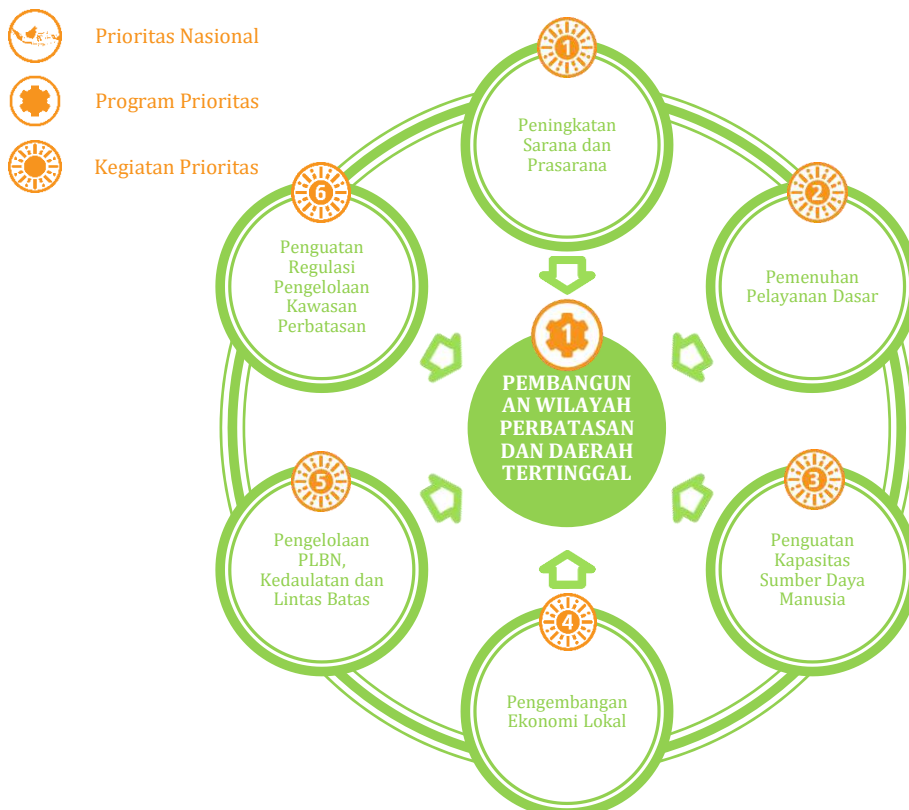 Prioritas Nasional
Program Prioritas
Kegiatan Prioritas
1
Peningkatan
Sarana dan
Prasarana
2
Pemenuhan
Pelayanan Dasar
3
Penguatan
Kapasitas
Sumber Daya
Manusia
4
Pengembangan
Ekonomi Lokal
5
Pengelolaan
PLBN,
Kedaulatan dan
Lintas Batas
6
Penguatan
Regulasi
Pengelolaan
Kawasan
Perbatasan
1
PEMBANGUN
AN WILAYAH
PERBATASAN
DAN DAERAH
TERTINGGAL